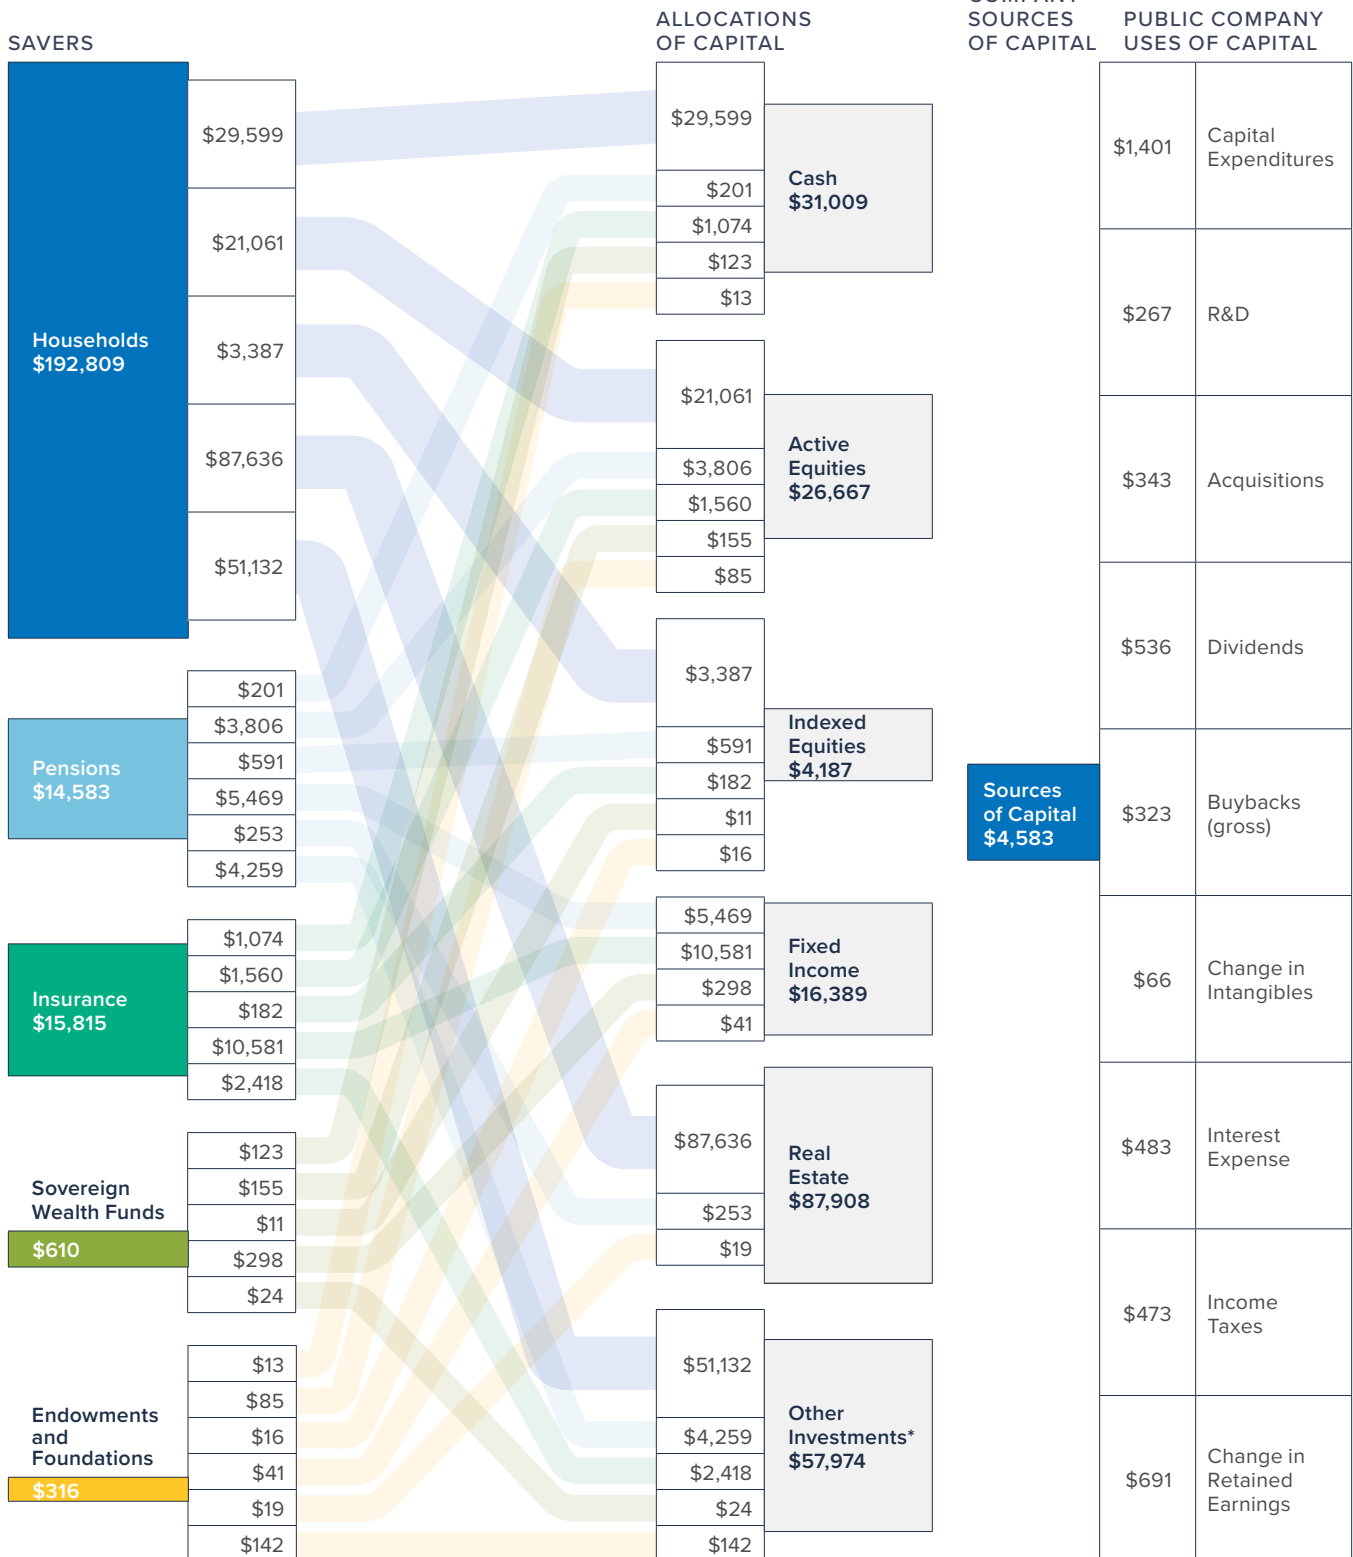 SAVERS
ALLOCATIONS
OF CAPITAL
SOURCES
OF CAPITAL
PUBLIC COMPANY
USES OF CAPITAL
Households
$192,809
$29,599
$21,061
$3,387
$87,636
$51,132
Pensions
$14,583
$201
$3,806
$591
$5,469
$253
$4,259
Insurance
$15,815
$1,074
$1,560
$182
$10,581
$2,418
Sovereign
Wealth Funds
$610
$123
$155
$11
$298
$24
Endowments
and
Foundations
$316
$13
$85
$16
$41
$19
$142
$29,599
$201
$1,074
$123
$13
Cash
$31,009
$21,061
$3,806
$1,560
$155
$85
Active
Equities
$26,667
$3,387
$591
$182
$11
$16
Indexed
Equities
$4,187
$5,469
$10,581
$298
$41
Fixed
Income
$16,389
$87,636
$253
$19
Real
Estate
$87,908
$51,132
$4,259
$2,418
$24
$142
Other
Investments*
$57,974
Sources
of Capital
$4,583
$1,401
Capital
Expenditures
$267
R&D
$343
Acquisitions
$536
Dividends
$323
Buybacks
(gross)
$66
Change in
Intangibles
$483
Interest
Expense
$473
Income
Taxes
$691
Change in
Retained
Earnings